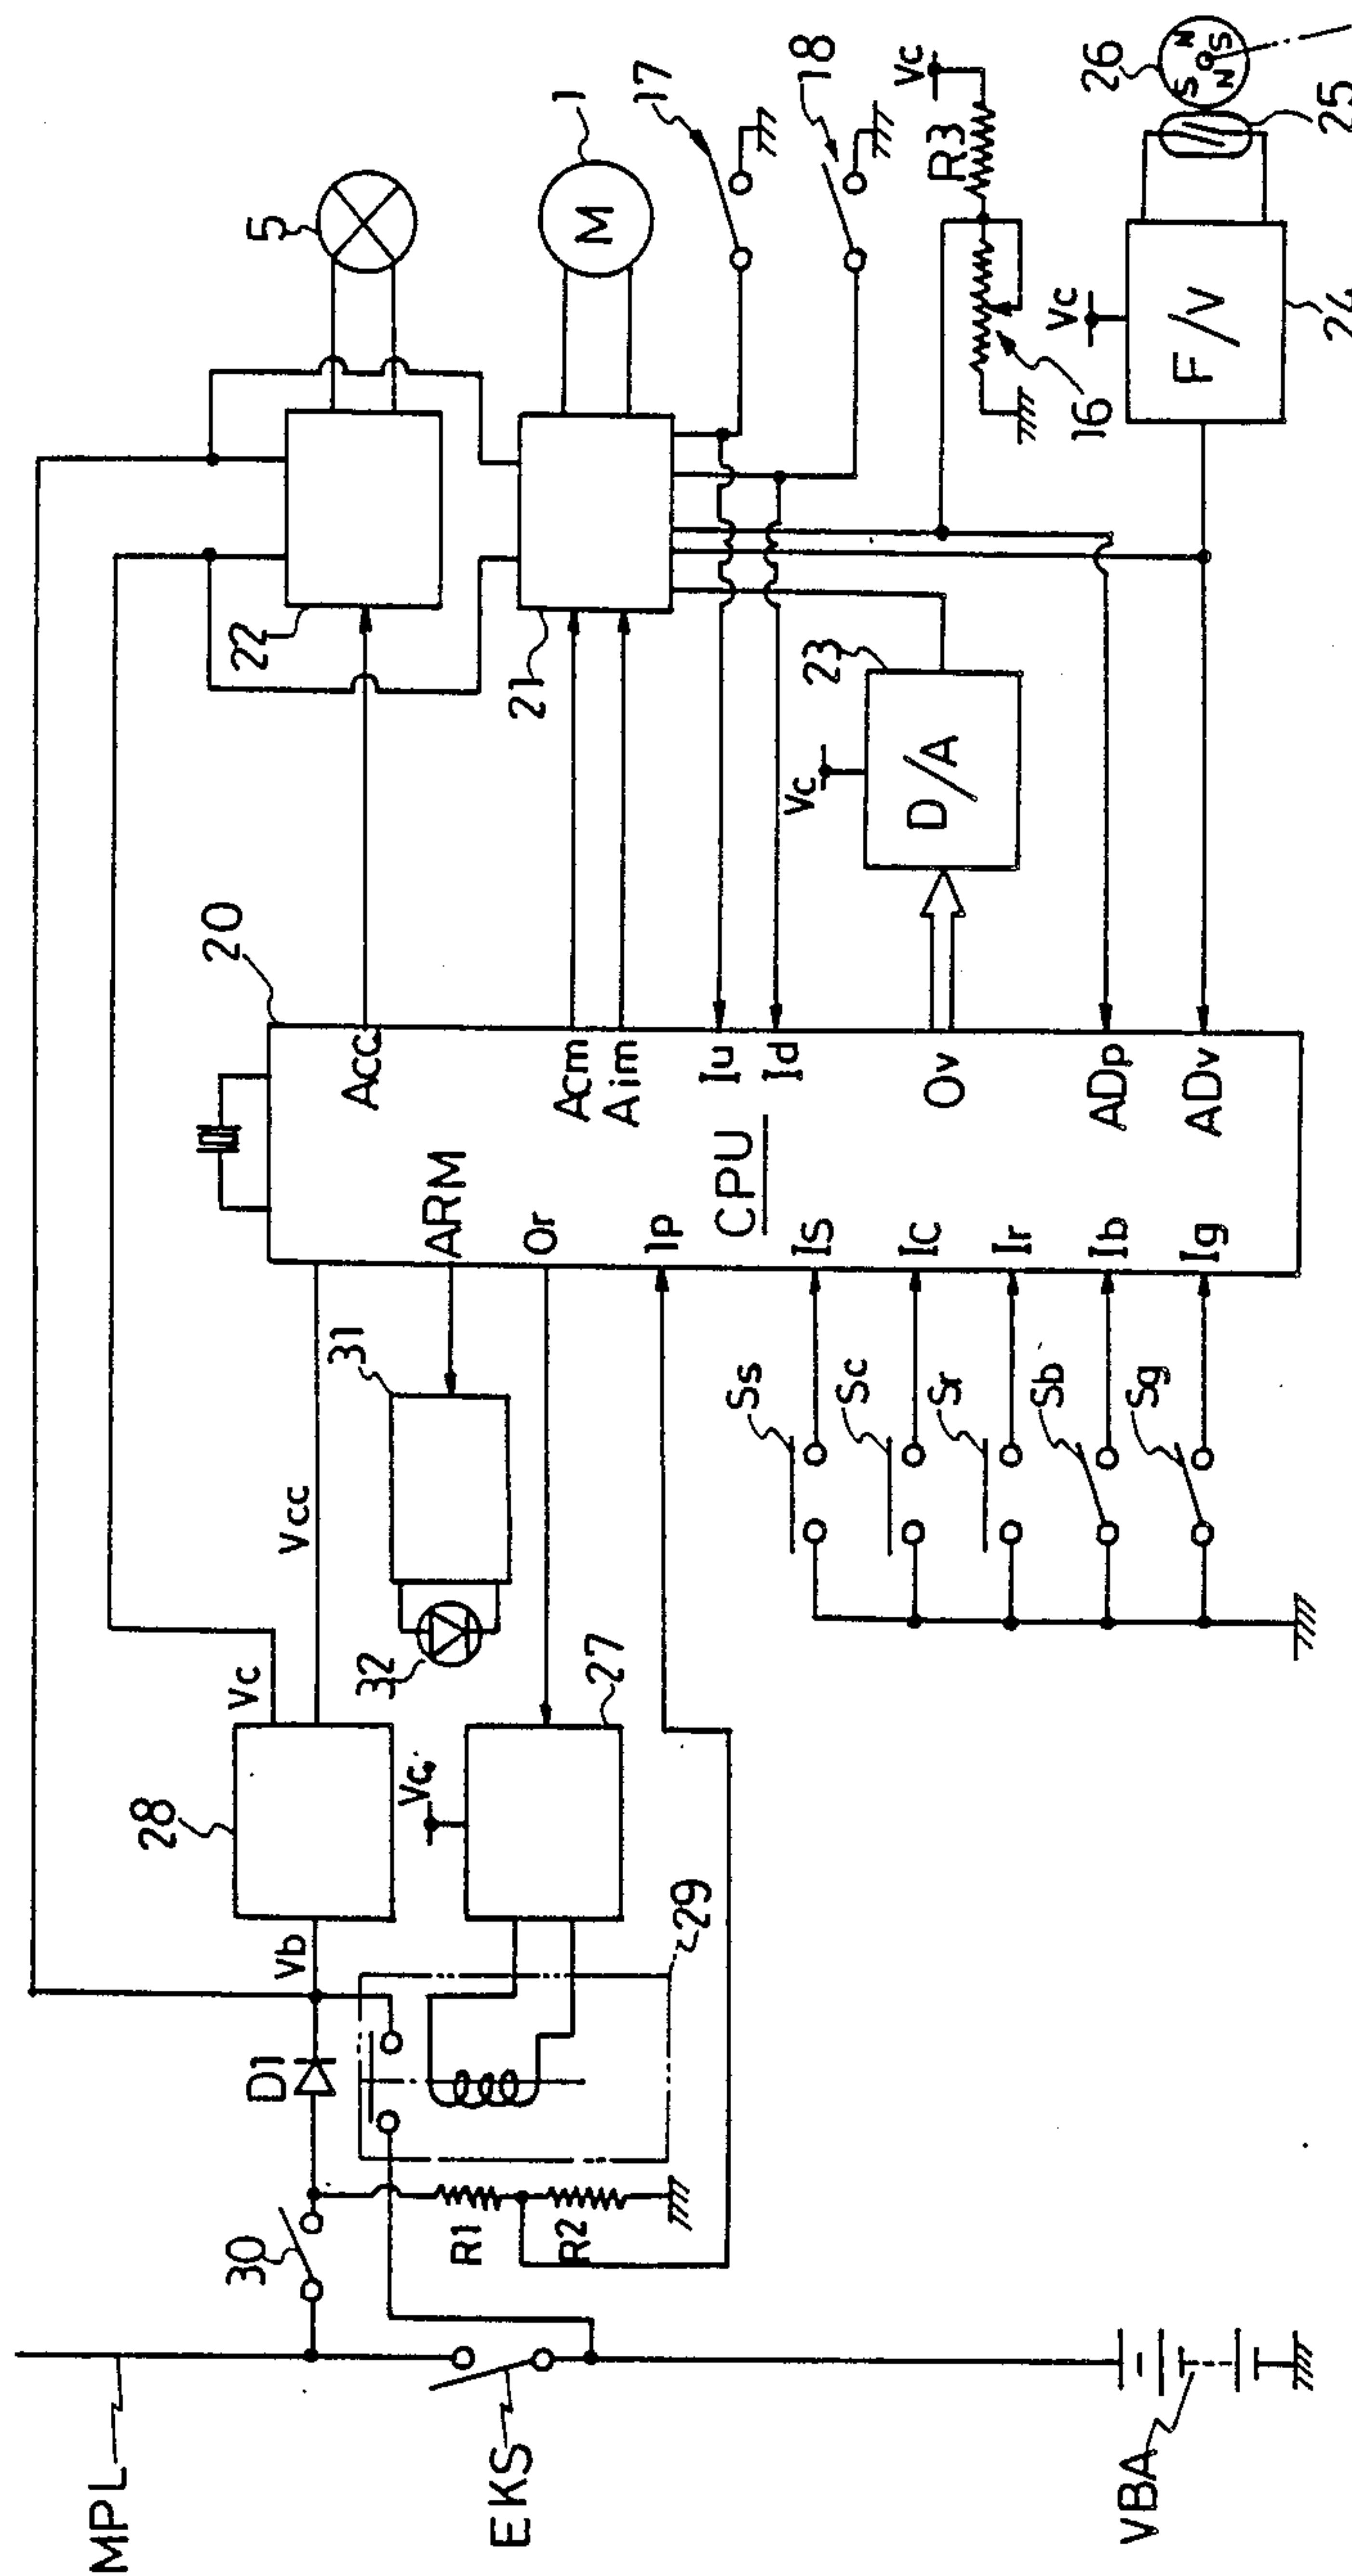 MPL
EKS
VBA
30
D1
R1
R2
29
Vb
28
Vc
Vcc
Vc
27
32
31
Ss
Sc
Sr
Sb
Sg
20
CPU
ARM
Or
Ip
Is
Ic
Ir
Ib
Ig
Acc
Acm
Aim
Iu
Id
Ov
ADp
ADv
22
21
5
M
1
17
18
23
Vc
D/A
R3
Vc
16
Vc
F/V
24
25
26
S
N
N
S